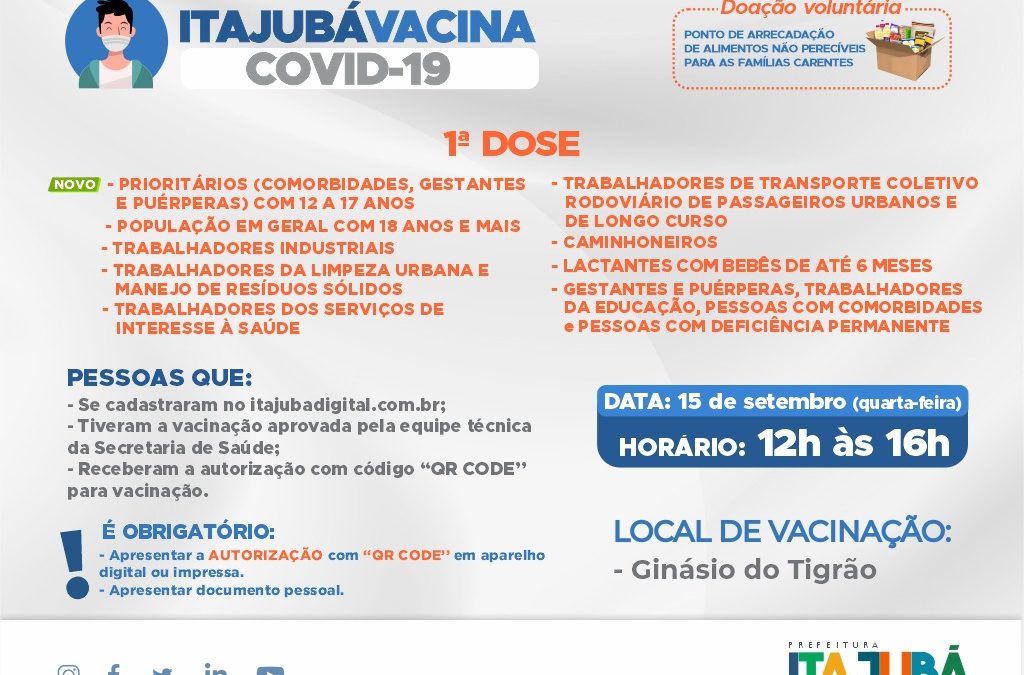 ITAJUBÁVACINA
COVID-19
Doação voluntária
PONTO DE ARRECADAÇÃO
DE ALIMENTOS NÃO PERECÍVEIS
PARA AS FAMÍLIAS CARENTES
1ª DOSE
NOVO - PRIORITÁRIOS (COMORBIDADES, GESTANTES
E PUÉRPERAS) COM 12 A 17 ANOS
- POPULAÇÃO EM GERAL COM 18 ANOS E MAIS
- TRABALHADORES INDUSTRIAIS
- TRABALHADORES DA LIMPEZA URBANA E
MANEJO DE RESÍDUOS SÓLIDOS
- TRABALHADORES DOS SERVIÇOS DE
INTERESSE À SAÚDE
- TRABALHADORES DE TRANSPORTE COLETIVO
RODOVIÁRIO DE PASSAGEIROS URBANOS E
DE LONGO CURSO
- CAMINHONEIROS
- LACTANTES COM BEBÊS DE ATÉ 6 MESES
- GESTANTES E PUÉRPERAS, TRABALHADORES
DA EDUCAÇÃO, PESSOAS COM COMORBIDADES
e PESSOAS COM DEFICIÊNCIA PERMANENTE
PESSOAS QUE:
- Se cadastraram no itajubadigital.com.br;
- Tiveram a vacinação aprovada pela equipe técnica
da Secretaria de Saúde;
- Receberam a autorização com código “QR CODE”
para vacinação.
É OBRIGATÓRIO:
- Apresentar a AUTORIZAÇÃO com “QR CODE” em aparelho
digital ou impressa.
- Apresentar documento pessoal.
DATA: 15 de setembro (quarta-feira)
HORÁRIO: 12h às 16h
LOCAL DE VACINAÇÃO:
- Ginásio do Tigrão
PREFEITURA
ITAJUBÁ